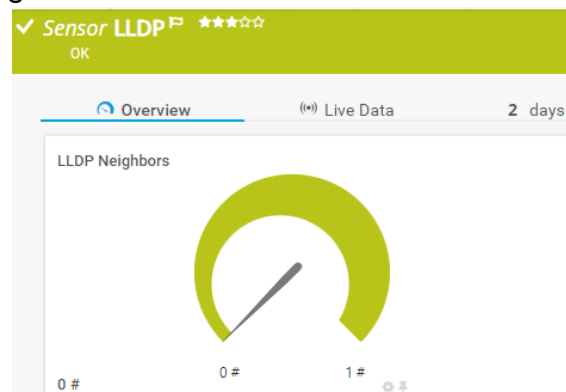 Sensor LLDP
OK
Overview
Live Data
2 days
LLDP Neighbors
0 #
1 #
0 #